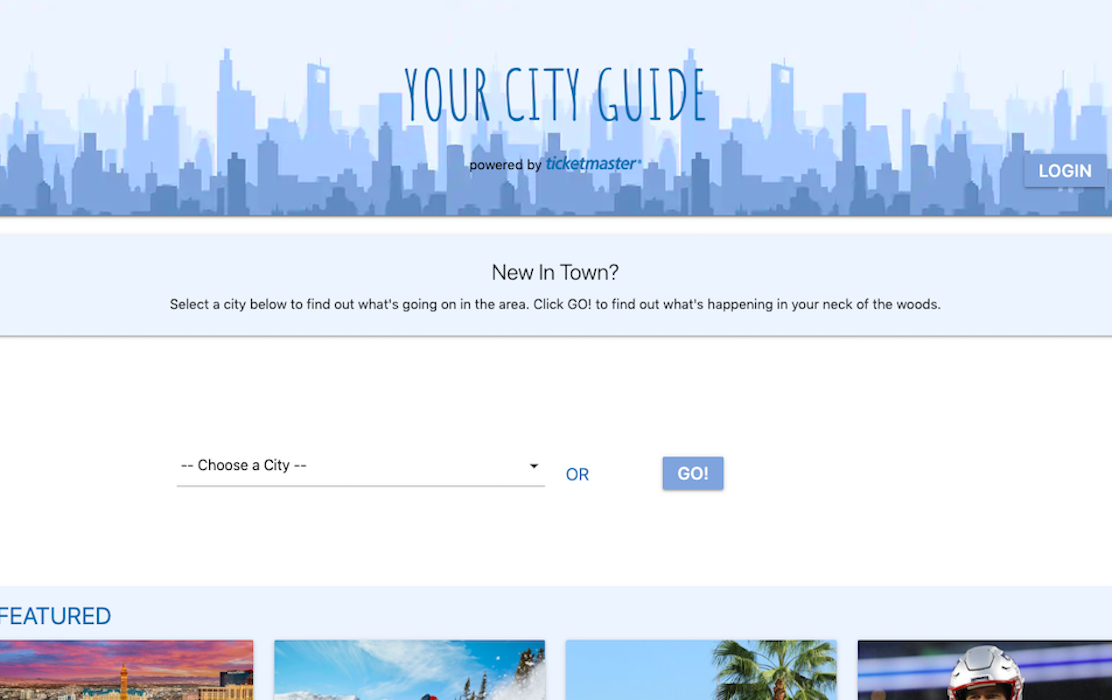 YOUR CITY GUIDE
powered by ticketmaster®
LOGIN
New In Town?
Select a city below to find out what's going on in the area. Click GO! to find out what's happening in your neck of the woods.
-- Choose a City --
OR
GO!
FEATURED